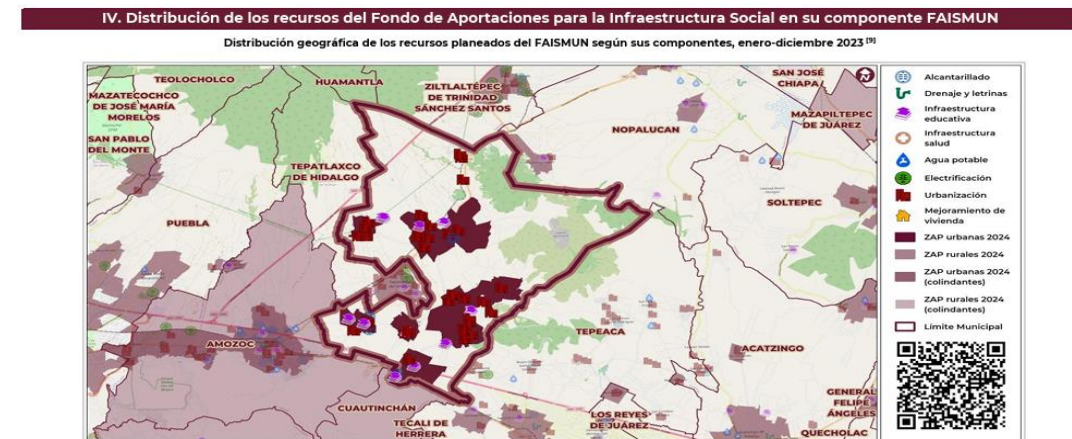 IV. Distribución de los recursos del Fondo de Aportaciones para la Infraestructura Social en su componente FAISMUN
Distribución geográfica de los recursos planeados del FAISMUN según sus componentes, enero-diciembre 2023 [9]
TEOLOCHOLCO
HUAMANTLA
SAN JOSÉ
CHIAPA
MAZATECOCHCO
DE JOSÉ MARÍA
MORELOS
ZILTLALTÉPEC
DE TRINIDAD
SÁNCHEZ SANTOS
MAZAPILTEPEC
DE JUÁREZ
NOPALUCAN
SAN PABLO
DEL MONTE
TEPATLAXCO
DE HIDALGO
SOLTEPEC
PUEBLA
TEPEACA
AMOZOC
ACATZINGO
GENERAL
FELIPE
ÁNGELES
CUAUTINCHÁN
LOS REYES
DE JUÁREZ
TECALI DE
HERRERA
QUECHOLAC
Alcantarillado
Drenaje y letrinas
Infraestructura
educativa
Infraestructura
salud
Agua potable
Electrificación
Urbanización
Mejoramiento de
vivienda
ZAP urbanas 2024
ZAP rurales 2024
ZAP urbanas 2024
(colindantes)
ZAP rurales 2024
(colindantes)
Límite Municipal